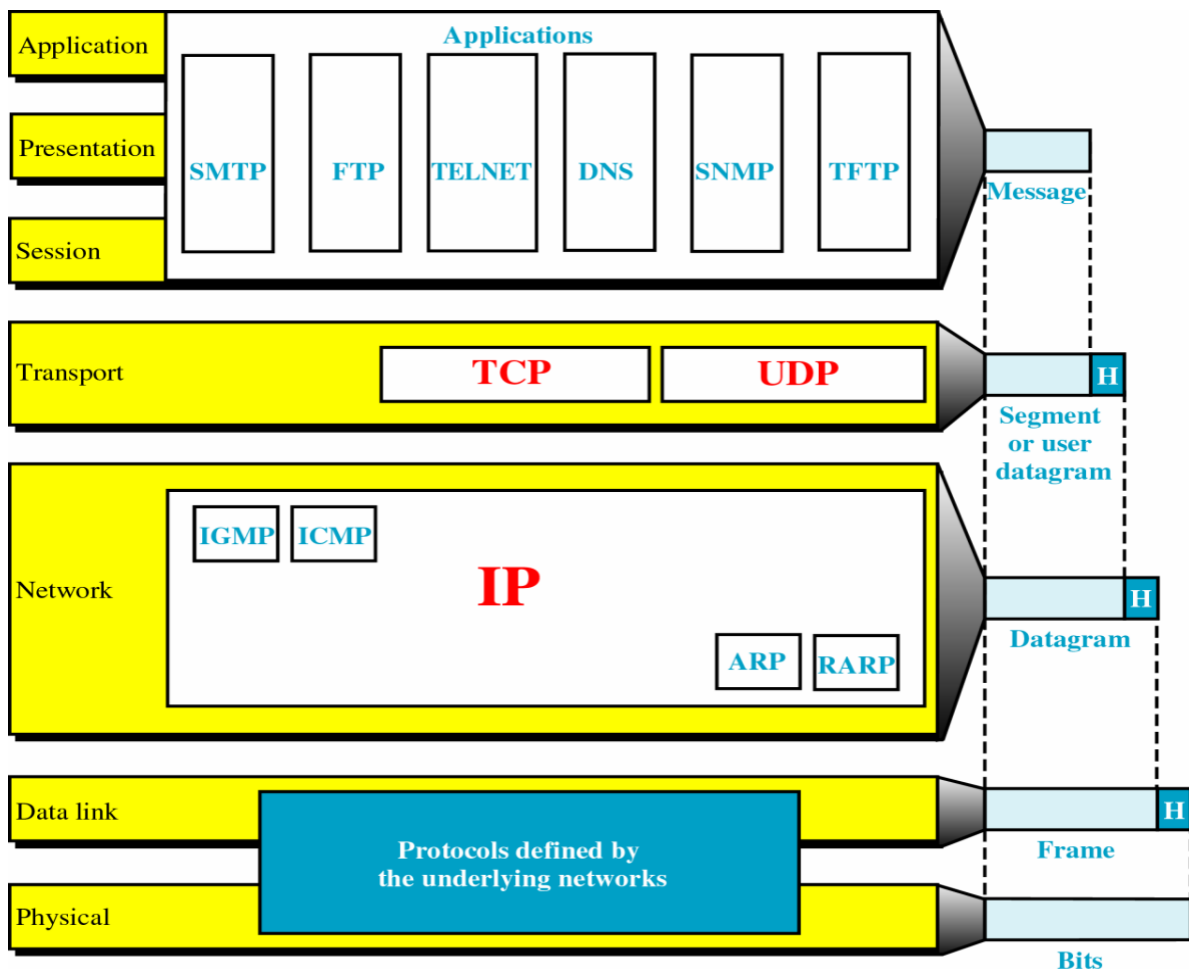 Application
Applications
Presentation
SMTP
FTP
TELNET
DNS
SNMP
TFTP
Message
Session
Transport
TCP
UDP
H
Segment
or user
datagram
Network
IGMP
ICMP
IP
ARP
RARP
H
Datagram
Data link
Protocols defined by
the underlying networks
H
Frame
Physical
Bits